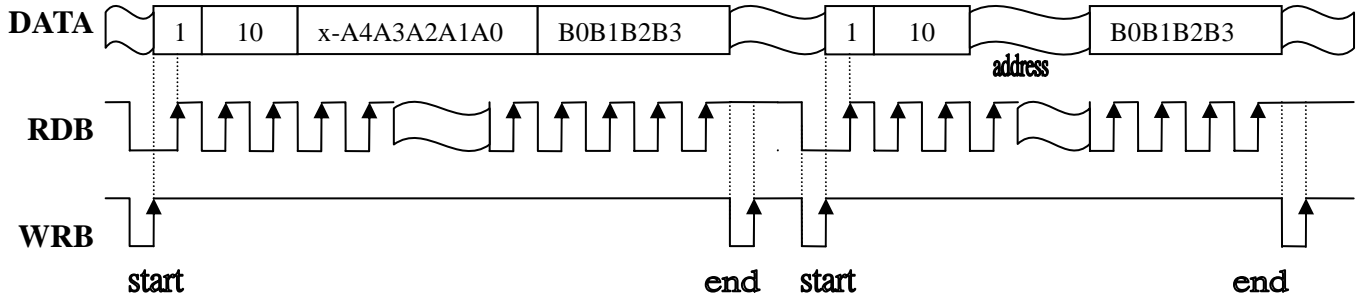 DATA 1 10 x-A4A3A2A1A0 B0B1B2B3 1 10 B0B1B2B3
address
RDB
WRB
start end start end